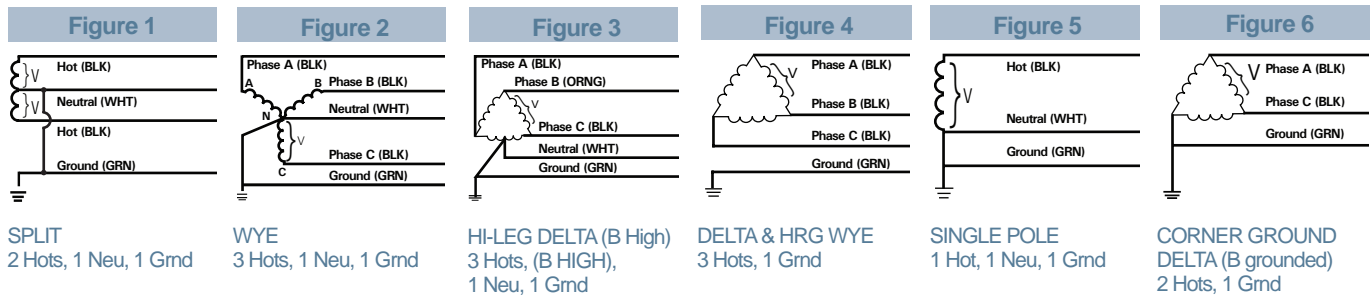 Figure 1
Hot (BLK)
V
Neutral (WHT)
V
Hot (BLK)
Ground (GRN)
SPLIT
2 Hots, 1 Neu, 1 Grnd
Figure 2
Phase A (BLK)
A
B
Phase B (BLK)
Neutral (WHT)
N
V
Phase C (BLK)
C
Ground (GRN)
WYE
3 Hots, 1 Neu, 1 Grnd
Figure 3
Phase A (BLK)
Phase B (ORNG)
V
Phase C (BLK)
Neutral (WHT)
Ground (GRN)
HI-LEG DELTA (B High)
3 Hots, (B HIGH),
1 Neu, 1 Grnd
Figure 4
V
Phase A (BLK)
Phase B (BLK)
Phase C (BLK)
Ground (GRN)
DELTA & HRG WYE
3 Hots, 1 Grnd
Figure 5
Hot (BLK)
V
Neutral (WHT)
Ground (GRN)
SINGLE POLE
1 Hot, 1 Neu, 1 Grnd
Figure 6
V
Phase A (BLK)
Phase C (BLK)
Ground (GRN)
CORNER GROUND
DELTA (B grounded)
2 Hots, 1 Grnd